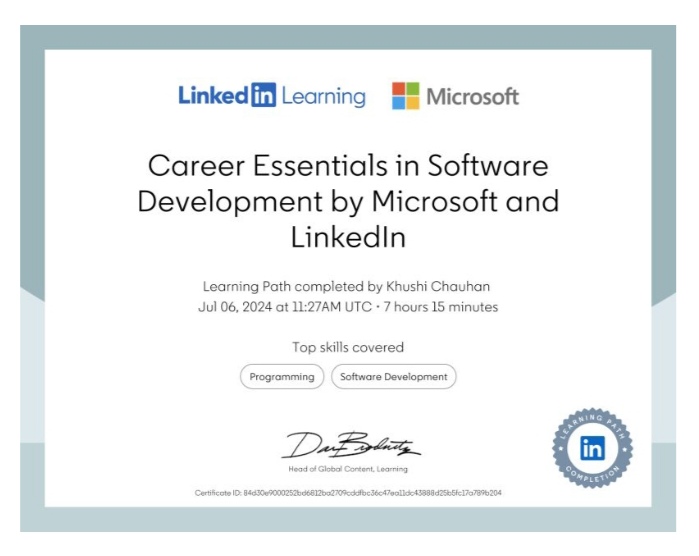 Linked in Learning Microsoft
Career Essentials in Software
Development by Microsoft and
LinkedIn
Learning Path completed by Khushi Chauhan
Jul 06, 2024 at 11:27AM UTC • 7 hours 15 minutes
Top skills covered
Programming Software Development
Head of Global Content, Learning
LEARNING PATH
in
COMPLETION
Certificate ID: 84d30e9000252bd6812ba2709cddfbc36c47ea11dc43888d25b5fc17a789b204